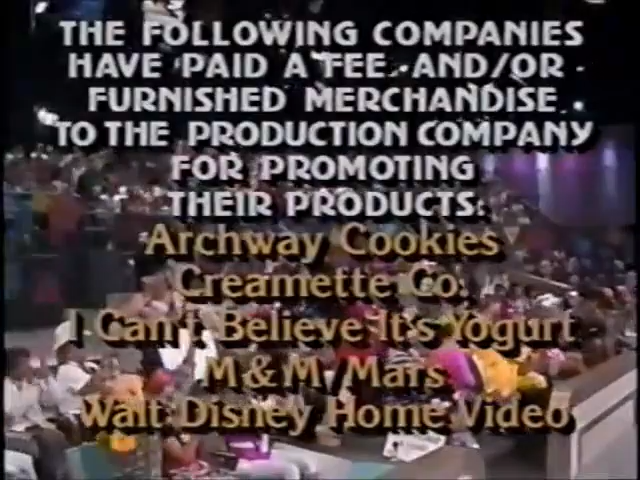 THE FOLLOWING COMPANIES
HAVE PAID A FEE AND/OR
FURNISHED MERCHANDISE
TO THE PRODUCTION COMPANY
FOR PROMOTING
THEIR PRODUCTS:
Archway Cookies
Creamette Co.
I Can't Believe It's Yogurt
M&M/Mars
Walt Disney Home Video